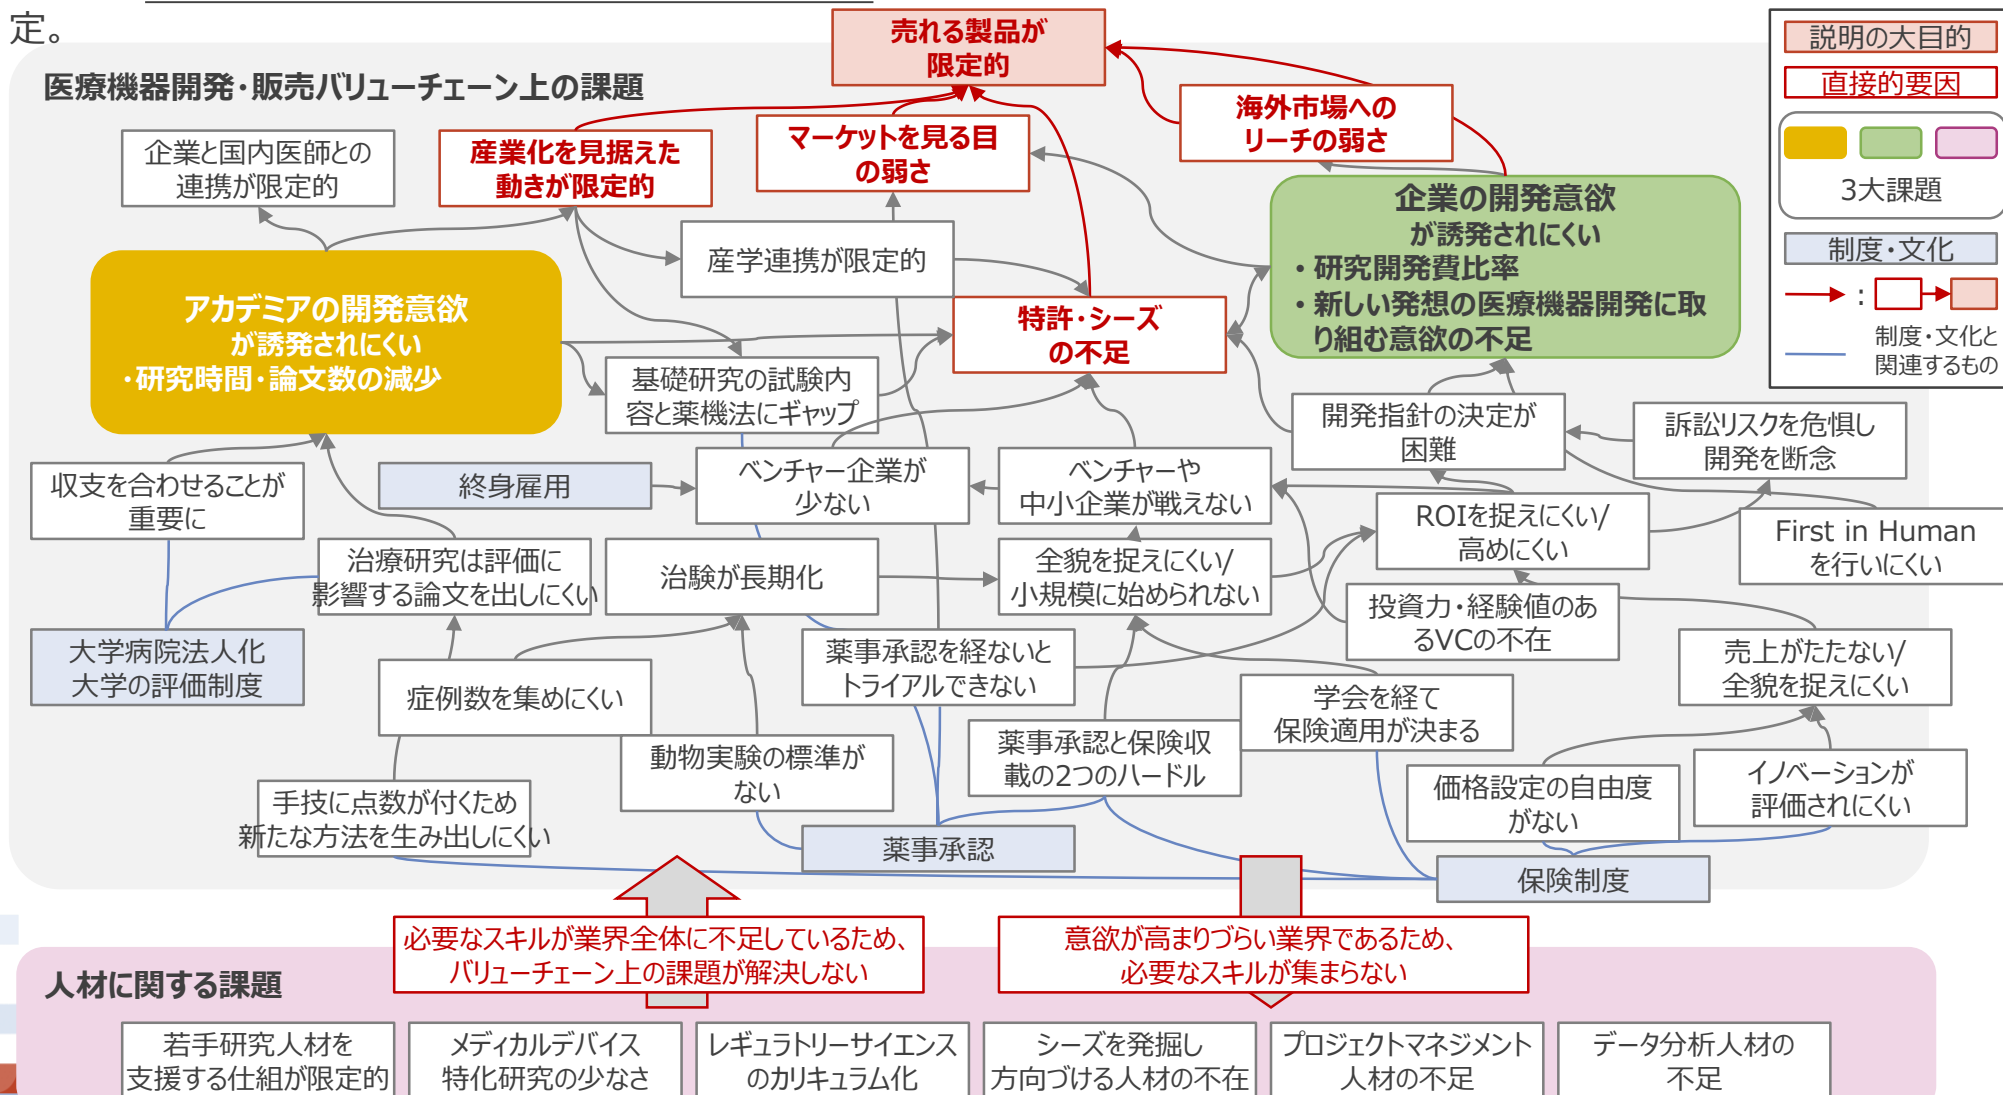 定。
医療機器開発・販売バリューチェーン上の課題
売れる製品が
限定的
説明の大目的
直接的要因
3大課題
制度・文化
:
制度・文化と
関連するもの
海外市場への
リーチの弱さ
マーケットを見る目
の弱さ
産業化を見据えた
動きが限定的
企業と国内医師との
連携が限定的
企業の開発意欲
が誘発されにくい
・研究開発費比率
・新しい発想の医療機器開発に取
り組む意欲の不足
産学連携が限定的
アカデミアの開発意欲
が誘発されにくい
・研究時間・論文数の減少
特許・シーズ
の不足
基礎研究の試験内
容と薬機法にギャップ
開発指針の決定が
困難
訴訟リスクを危惧し
開発を断念
収支を合わせることが
重要に
終身雇用
ベンチャー企業が
少ない
ベンチャーや
中小企業が戦えない
ROIを捉えにくい/
高めにくい
First in Human
を行いにくい
治療研究は評価に
影響する論文を出しにくい
治験が長期化
全貌を捉えにくい/
小規模に始められない
投資力・経験値のあ
るVCの不在
大学病院法人化
大学の評価制度
症例数を集めにくい
薬事承認を経ないと
トライアルできない
学会を経て
保険適用が決まる
売上がたたない/
全貌を捉えにくい
動物実験の標準が
ない
薬事承認と保険収
載の2つのハードル
価格設定の自由度
がない
イノベーションが
評価されにくい
手技に点数が付くため
新たな方法を生み出しにくい
薬事承認
保険制度
必要なスキルが業界全体に不足しているため、
バリューチェーン上の課題が解決しない
意欲が高まりづらい業界であるため、
必要なスキルが集まらない
人材に関する課題
若手研究人材を
支援する仕組が限定的
メディカルデバイス
特化研究の少なさ
レギュラトリーサイエンス
のカリキュラム化
シーズを発掘し
方向づける人材の不在
プロジェクトマネジメント
人材の不足
データ分析人材の
不足